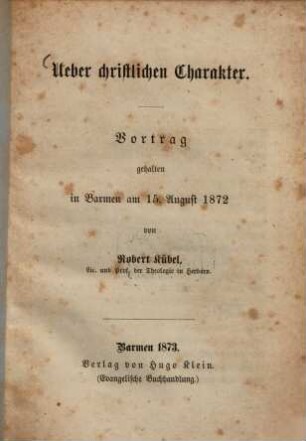 Ueber christlichen Charakter.
Vortrag
gehalten
in Barmen am 15. August 1872
von
Robert Kübel,
Lic. und Prof. der Theologie in Herborn.
Barmen 1873.
Verlag von Hugo Klein.
(Evangelische Buchhandlung.)